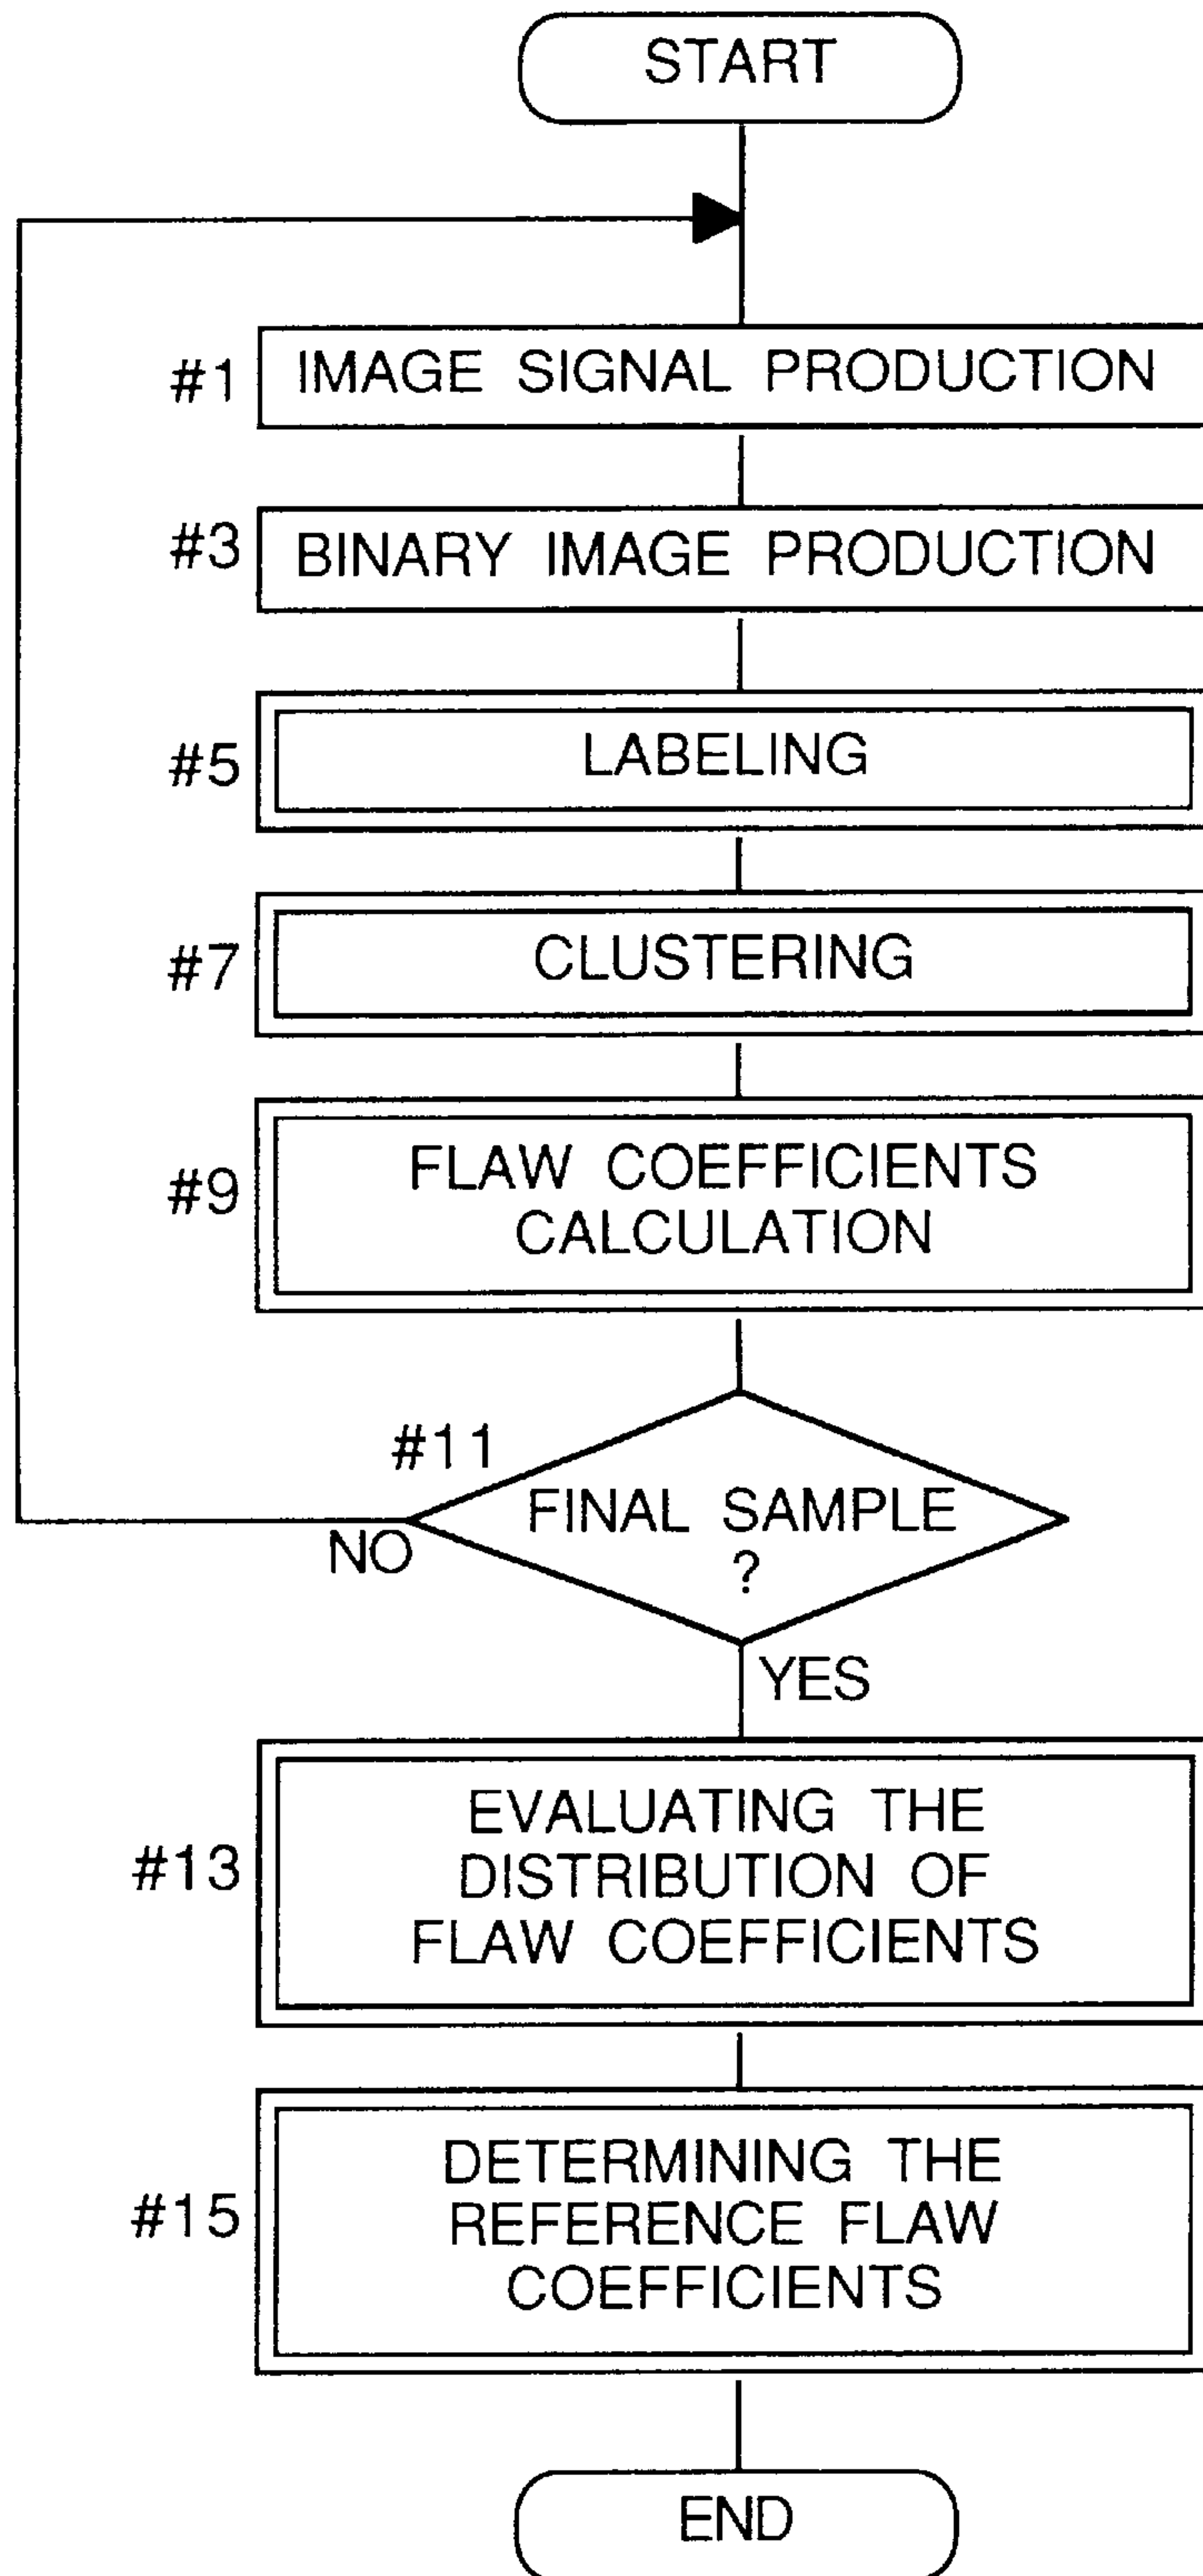 START
#1 IMAGE SIGNAL PRODUCTION
#3 BINARY IMAGE PRODUCTION
#5 LABELING
#7 CLUSTERING
#9 FLAW COEFFICIENTS
CALCULATION
#11
FINAL SAMPLE
?
NO
YES
#13 EVALUATING THE
DISTRIBUTION OF
FLAW COEFFICIENTS
#15 DETERMINING THE
REFERENCE FLAW
COEFFICIENTS
END